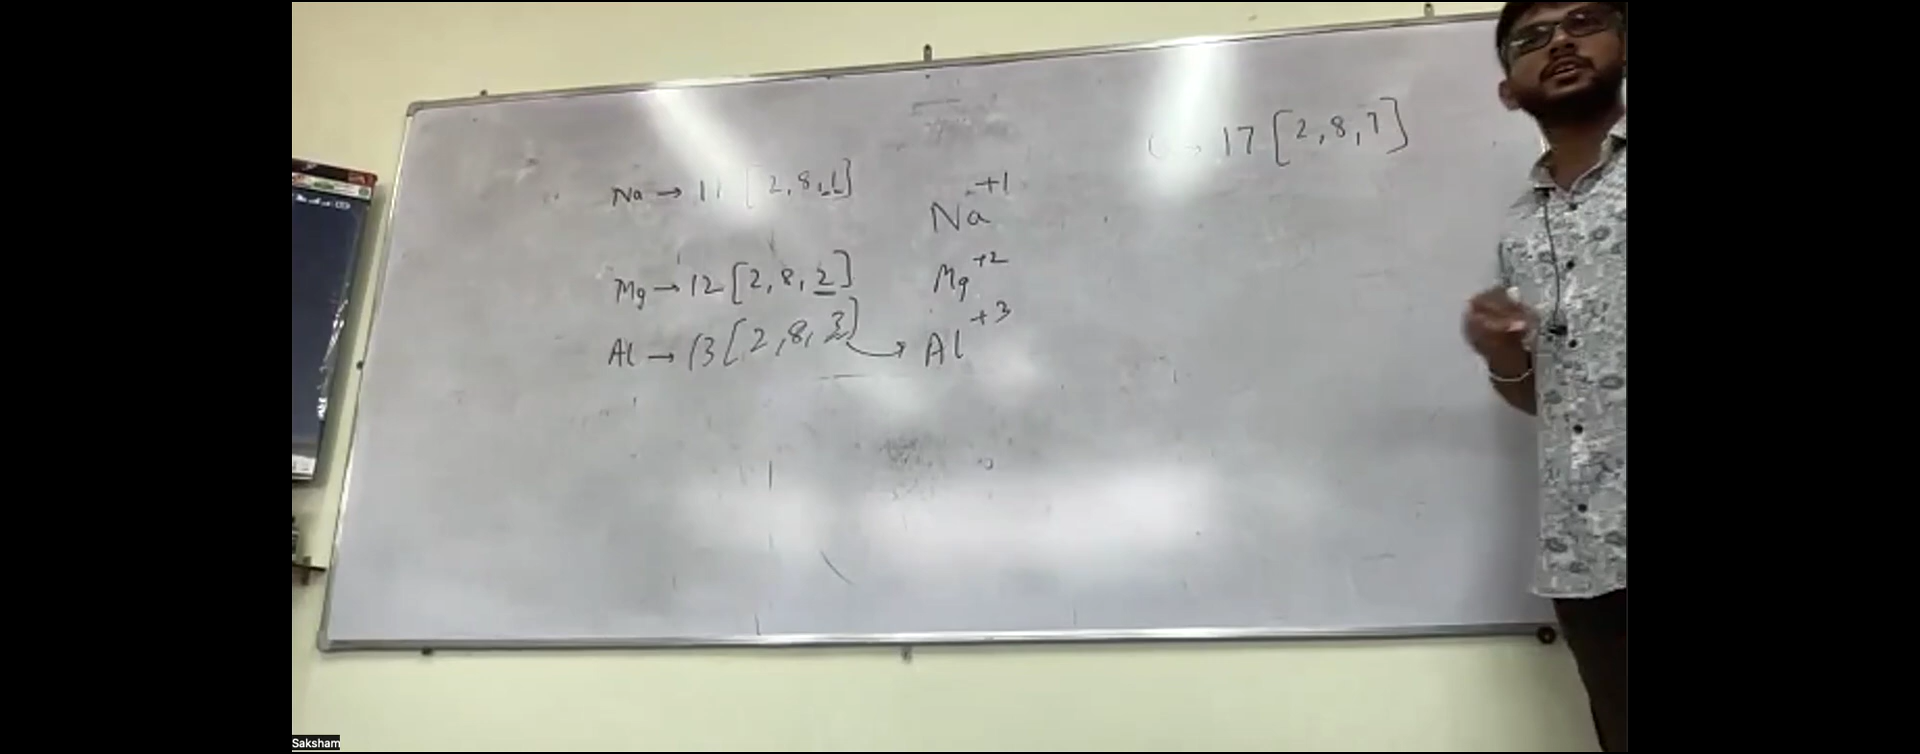 Na → 11 [2,8,1] Na+1
17 [2,8,7]
Mg → 12 [2,8,2] Mg+2
Al → 13 [2,8,3] → Al+3
Saksham